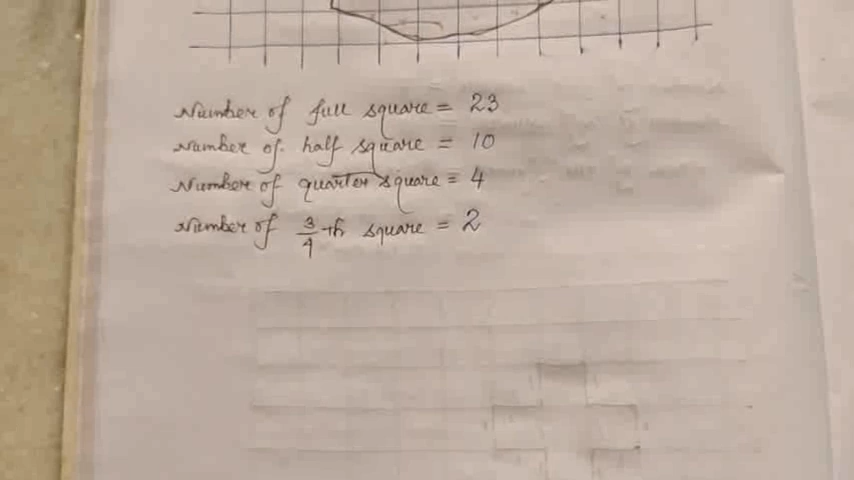 Number of full square = 23
Number of half square = 10
Number of quarter square = 4
Number of 3/4th square = 2